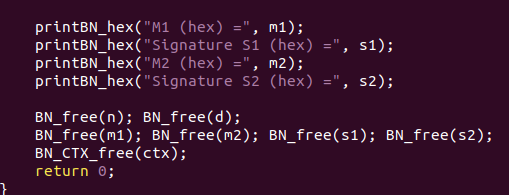 printBN_hex("M1 (hex) =", m1);
printBN_hex("Signature S1 (hex) =", s1);
printBN_hex("M2 (hex) =", m2);
printBN_hex("Signature S2 (hex) =", s2);
BN_free(n); BN_free(d);
BN_free(m1); BN_free(m2); BN_free(s1); BN_free(s2);
BN_CTX_free(ctx);
return 0;
}